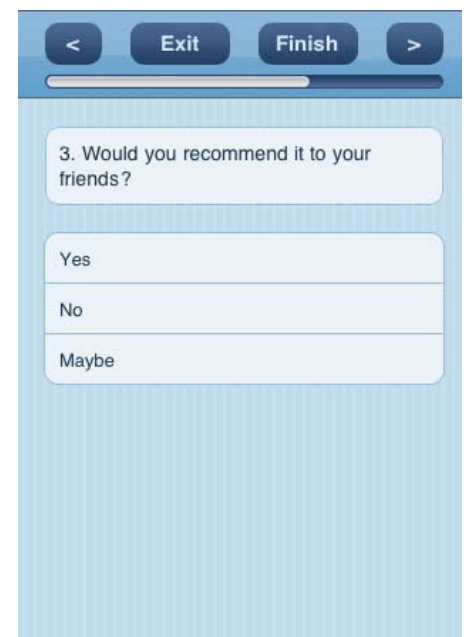 < Exit Finish >
3. Would you recommend it to your
friends?
Yes
No
Maybe